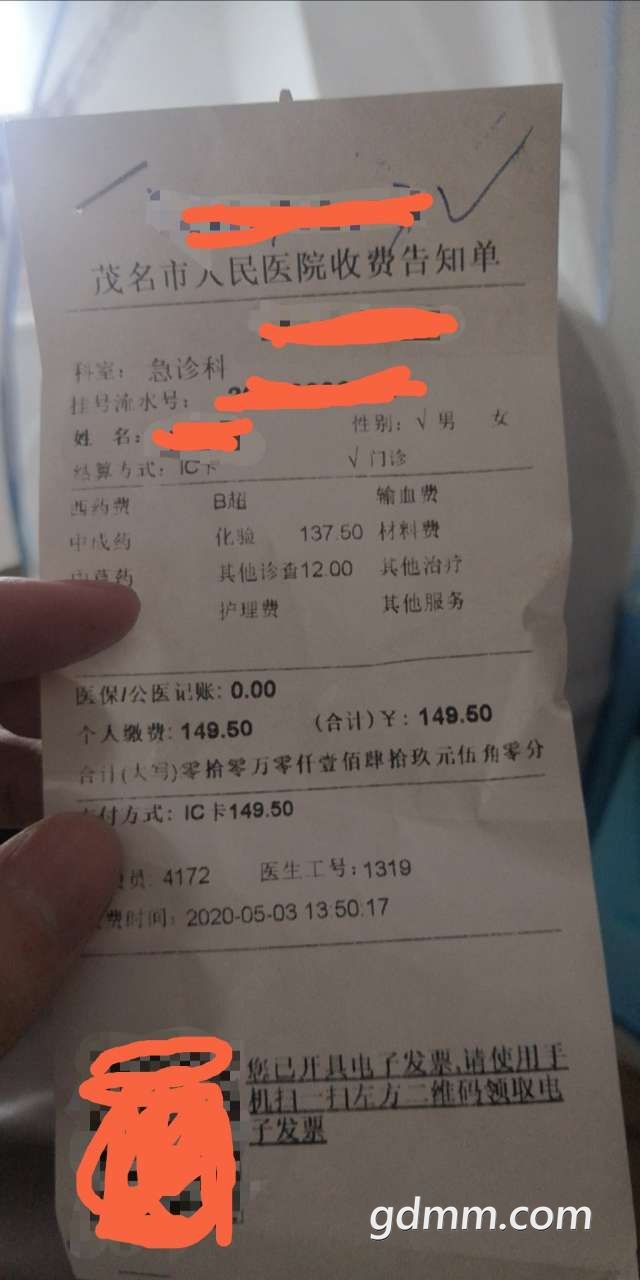 茂名市人民医院收费告知单
科室：急诊科
挂号流水号：
姓 名： 性别：√男 女
结算方式：IC卡 √门诊
西药费 B超 输血费
中成药 化验 137.50 材料费
中草药 其他诊查12.00 其他治疗
护理费 其他服务
医保/公医记账: 0.00
个人缴费: 149.50 (合计)￥: 149.50
合计(大写)零拾零万零仟壹佰肆拾玖元伍角零分
付方式：IC卡149.50
员: 4172 医生工号：1319
费时间：2020-05-03 13:50:17
您已开具电子发票,请使用手
机扫一扫左方二维码领取电
子发票
gdmm.com